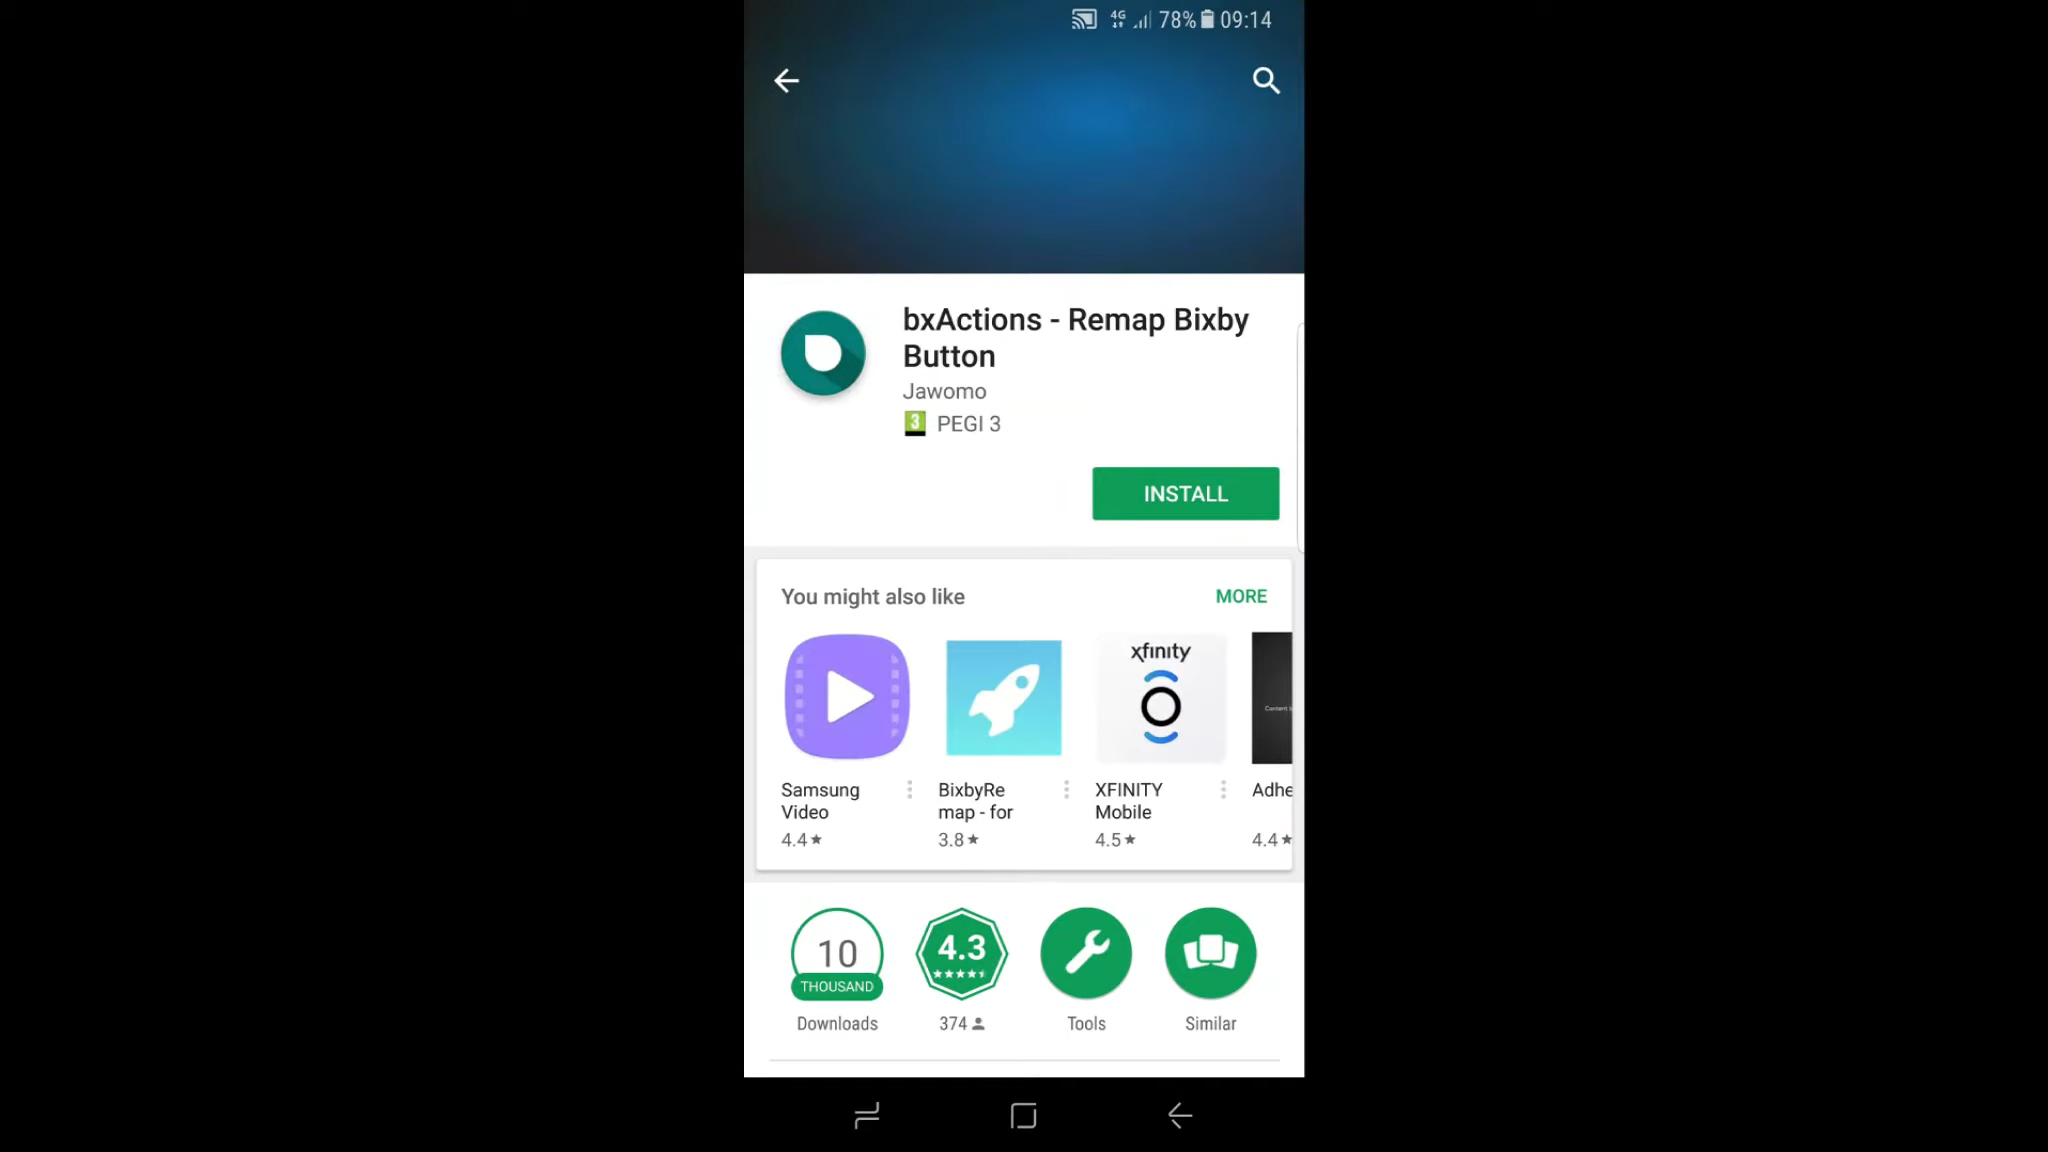 4G 78% 09:14
bxActions - Remap Bixby
Button
Jawomo
3 PEGI 3
INSTALL
You might also like MORE
xfinity
Samsung
Video
4.4★
BixbyRe
map - for
3.8★
XFINITY
Mobile
4.5★
Content
Adhe
4.4★
10
THOUSAND
Downloads
4.3
374
Tools
Similar